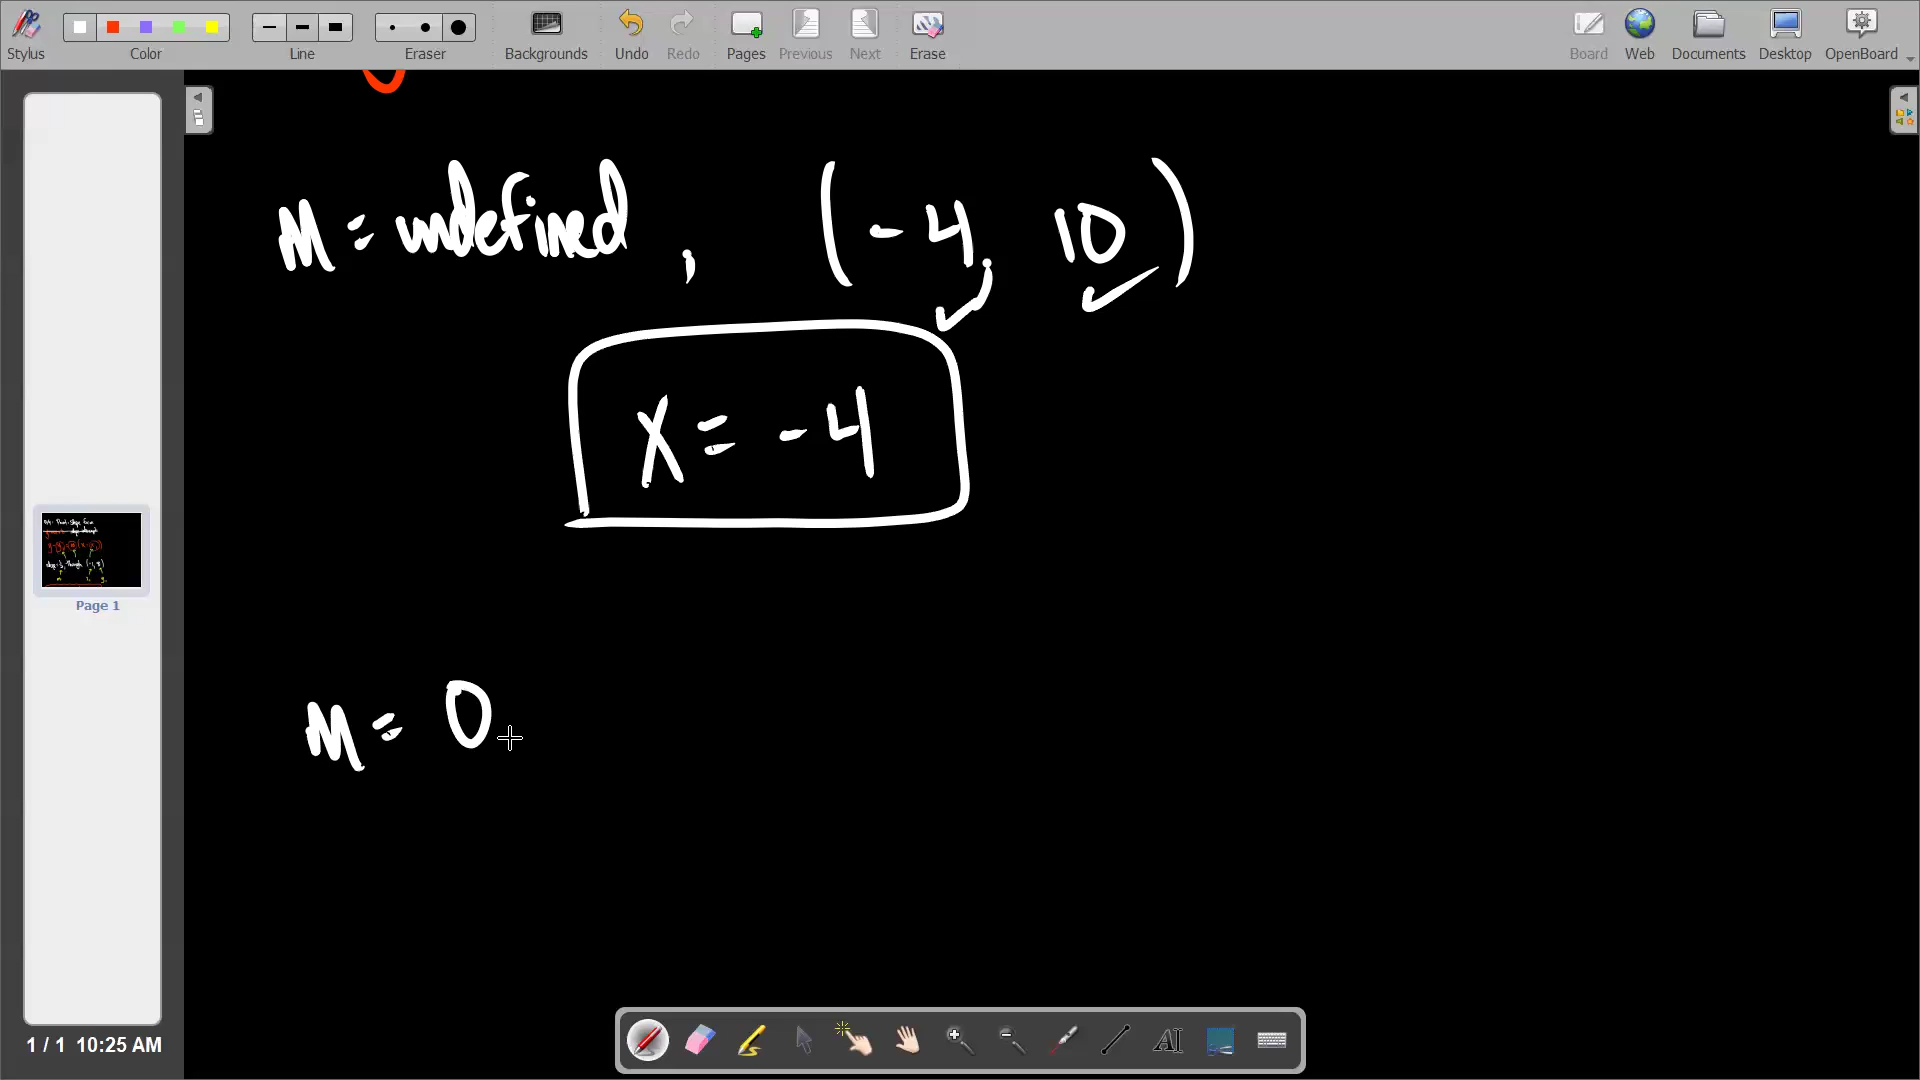 Stylus Color Line Eraser Backgrounds Undo Redo Pages Previous Next Erase Board Web Documents Desktop OpenBoard
M = undefined , (-4, 10)
X = -4
Page 1
M = 0
1 / 1 10:25 AM